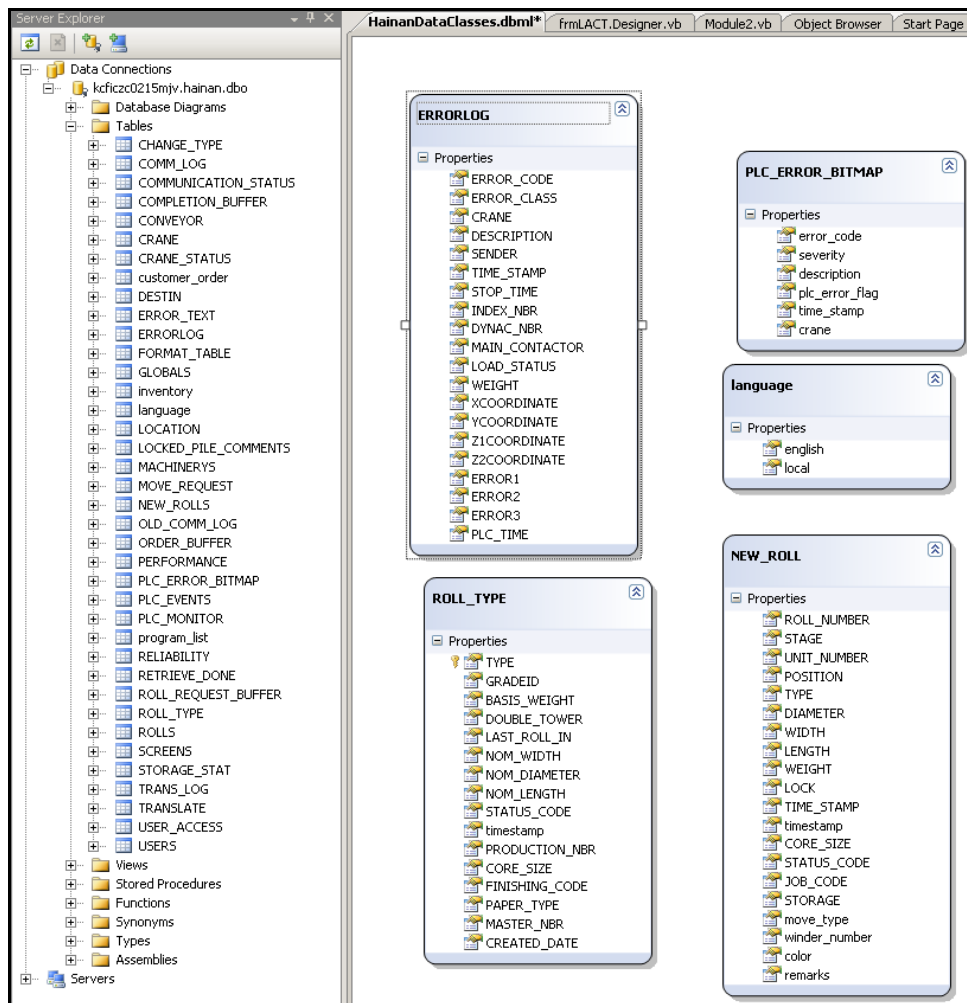 Server Explorer
Data Connections
kcficzc0215mjv.hainan.dbo
Database Diagrams
Tables
CHANGE_TYPE
COMM_LOG
COMMUNICATION_STATUS
COMPLETION_BUFFER
CONVEYOR
CRANE
CRANE_STATUS
customer_order
DESTIN
ERROR_TEXT
ERRORLOG
FORMAT_TABLE
GLOBALS
inventory
language
LOCATION
LOCKED_PILE_COMMENTS
MACHINERYS
MOVE_REQUEST
NEW_ROLLS
OLD_COMM_LOG
ORDER_BUFFER
PERFORMANCE
PLC_ERROR_BITMAP
PLC_EVENTS
PLC_MONITOR
program_list
RELIABILITY
RETRIEVE_DONE
ROLL_REQUEST_BUFFER
ROLL_TYPE
ROLLS
SCREENS
STORAGE_STAT
TRANS_LOG
TRANSLATE
USER_ACCESS
USERS
Views
Stored Procedures
Functions
Synonyms
Types
Assemblies
Servers
HainanDataClasses.dbml* frmLACT.Designer.vb Module2.vb Object Browser Start Page
ERRORLOG
Properties
ERROR_CODE
ERROR_CLASS
CRANE
DESCRIPTION
SENDER
TIME_STAMP
STOP_TIME
INDEX_NBR
DYNAC_NBR
MAIN_CONTACTOR
LOAD_STATUS
WEIGHT
XCOORDINATE
YCOORDINATE
Z1COORDINATE
Z2COORDINATE
ERROR1
ERROR2
ERROR3
PLC_TIME
ROLL_TYPE
Properties
TYPE
GRADEID
BASIS_WEIGHT
DOUBLE_TOWER
LAST_ROLL_IN
NOM_WIDTH
NOM_DIAMETER
NOM_LENGTH
STATUS_CODE
timestamp
PRODUCTION_NBR
CORE_SIZE
FINISHING_CODE
PAPER_TYPE
MASTER_NBR
CREATED_DATE
PLC_ERROR_BITMAP
Properties
error_code
severity
description
plc_error_flag
time_stamp
crane
language
Properties
english
local
NEW_ROLL
Properties
ROLL_NUMBER
STAGE
UNIT_NUMBER
POSITION
TYPE
DIAMETER
WIDTH
LENGTH
WEIGHT
LOCK
TIME_STAMP
timestamp
CORE_SIZE
STATUS_CODE
JOB_CODE
STORAGE
move_type
winder_number
color
remarks